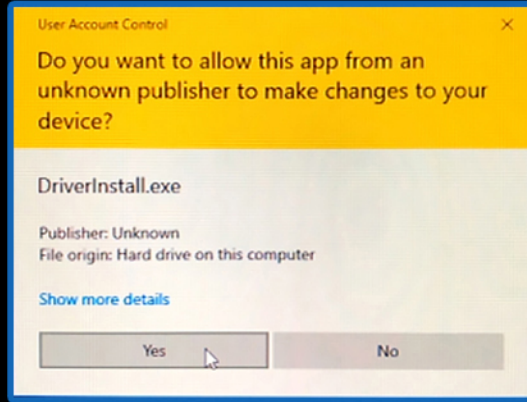 User Account Control
Do you want to allow this app from an
unknown publisher to make changes to your
device?
DriverInstall.exe
Publisher: Unknown
File origin: Hard drive on this computer
Show more details
Yes
No